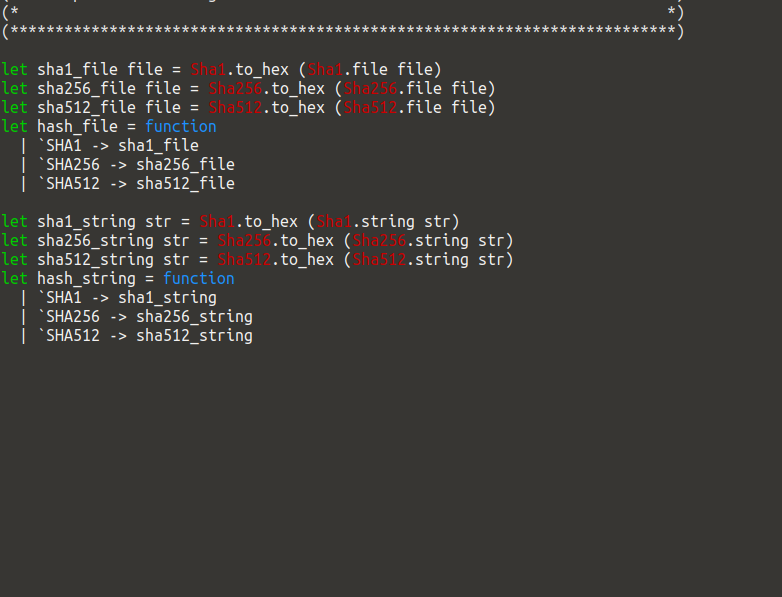 (*                                                                        *)
(**************************************************************************)

let sha1_file file = Sha1.to_hex (Sha1.file file)
let sha256_file file = Sha256.to_hex (Sha256.file file)
let sha512_file file = Sha512.to_hex (Sha512.file file)
let hash_file = function
  | `SHA1 -> sha1_file
  | `SHA256 -> sha256_file
  | `SHA512 -> sha512_file

let sha1_string str = Sha1.to_hex (Sha1.string str)
let sha256_string str = Sha256.to_hex (Sha256.string str)
let sha512_string str = Sha512.to_hex (Sha512.string str)
let hash_string = function
  | `SHA1 -> sha1_string
  | `SHA256 -> sha256_string
  | `SHA512 -> sha512_string